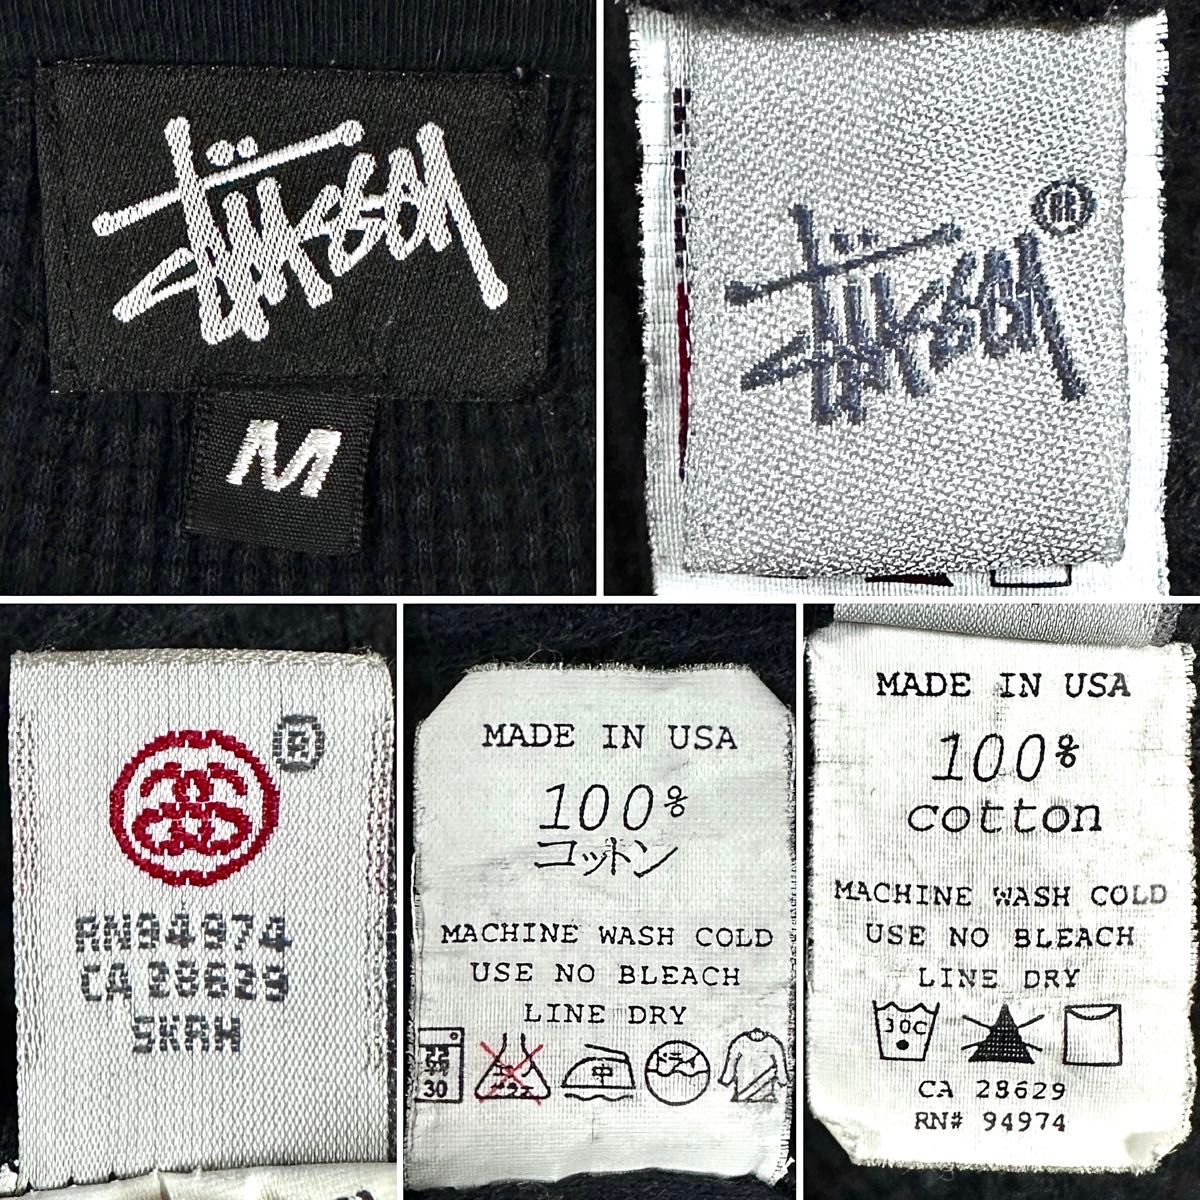 Stüssy
M
Stüssy
®
®
RN94974
CA 28629
SKRH
MADE IN USA
100%
コットン
MACHINE WASH COLD
USE NO BLEACH
LINE DRY
30
中
ドライ
MADE IN USA
100%
cotton
MACHINE WASH COLD
USE NO BLEACH
LINE DRY
30C
CA 28629
RN# 94974